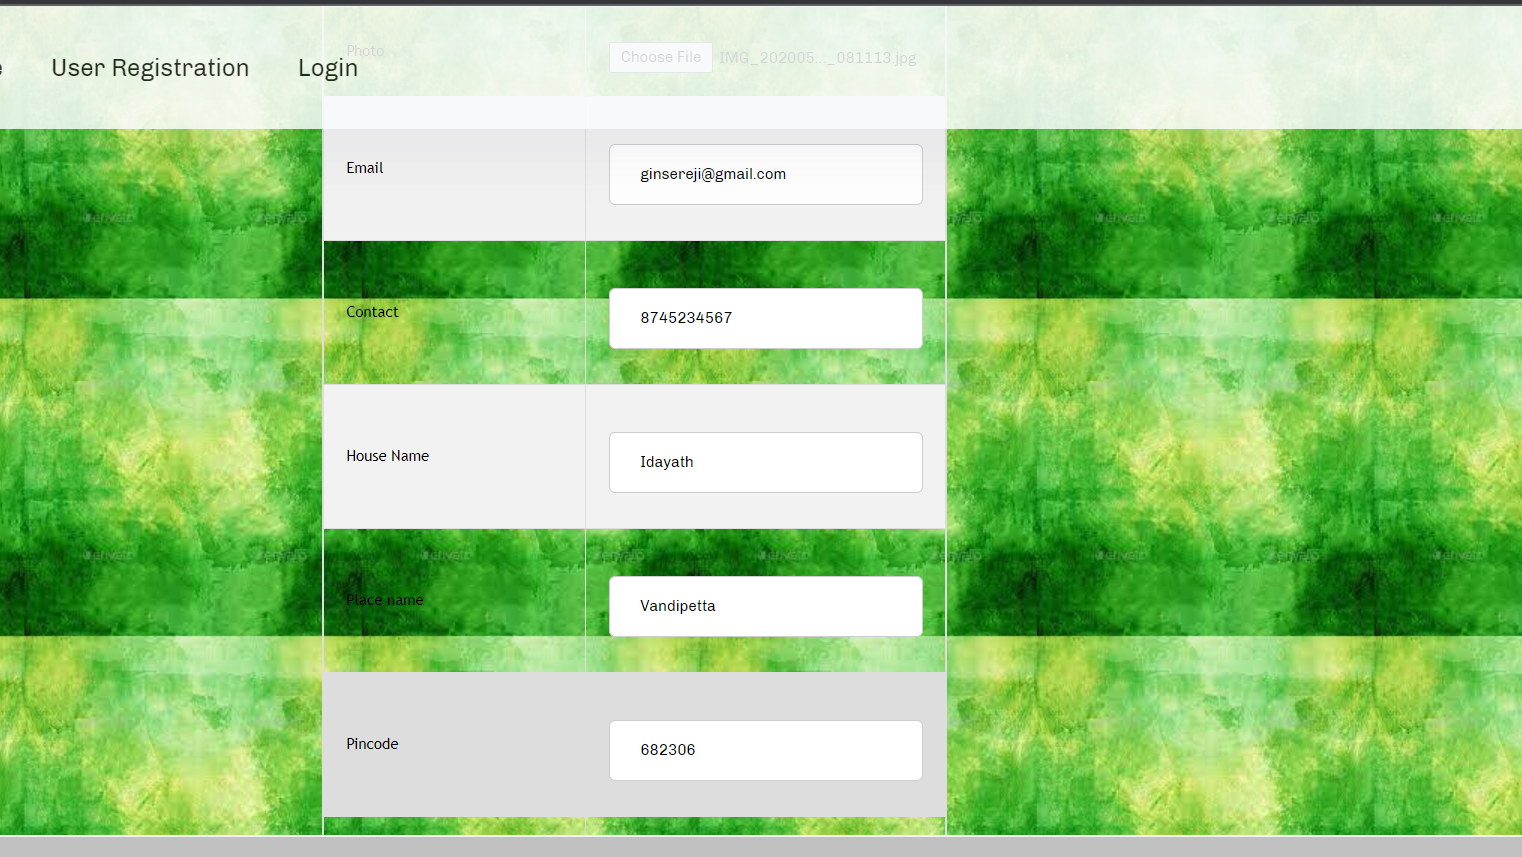 e User Registration Login
Photo Choose File IMG_202005..._081113.jpg
Email ginsereji@gmail.com
Contact 8745234567
House Name Idayath
Place name Vandipetta
Pincode 682306
envato